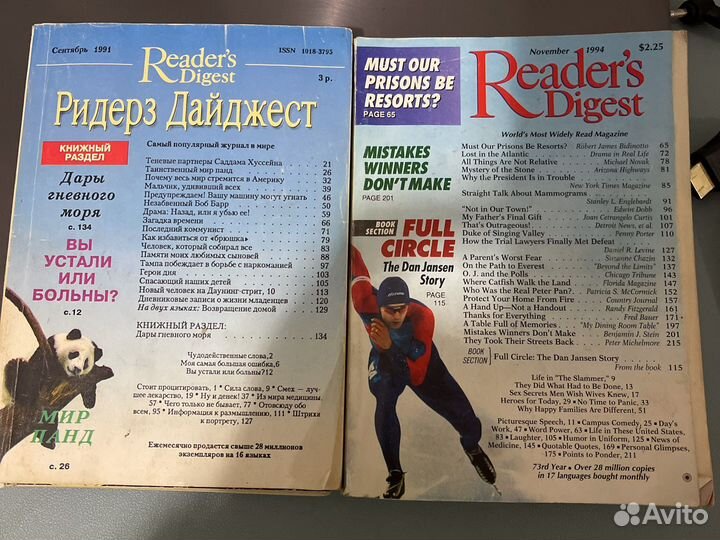 Сентябрь 1991
ISSN 1018-3795
Reader's
Digest
3 р.
Ридерз Дайджест
КНИЖНЫЙ
РАЗДЕЛ
Дары
гневного
моря
с. 134
ВЫ
УСТАЛИ
ИЛИ
БОЛЬНЫ?
с.12
МИР
ПАНД
с. 26
Самый популярный журнал в мире
Теневые партнеры Саддама Хуссейна 21
Таинственный мир панд 26
Почему весь мир стремится в Америку 32
Мальчик, удививший всех 39
Предупреждаем! Вашу машину могут угнать 46
Незабвенный Боб Барр 50
Драма: Назад, или я убью ее! 59
Загадка времени 66
Последний коммунист 71
Как избавиться от «брюшка» 79
Человек, который собирал все 83
Памяти моих любимых сыновей 88
Тампа побеждает в борьбе с наркоманией 97
Герои дня 103
Спасающий наших детей 105
Новый человек на Даунинг-стрит, 10 113
Дневниковые записи о жизни младенцев 120
На двух языках: Возвращение домой 129
КНИЖНЫЙ РАЗДЕЛ:
Дары гневного моря 134
Чудодейственные слова,2
Моя самая большая ошибка,6
Вы устали или больны?12
Стоит процитировать, 1 • Сила слова, 9 • Смех — луч-
шее лекарство, 19 • Ну и денек! 37 • Из мира медицины,
57 • Чего только не бывает, 77 • Отовсюду обо
всем, 95 • Информация к размышлению, 111 • Штрихи
к портрету, 127
Ежемесячно продается свыше 28 миллионов
экземпляров на 16 языках
MUST OUR
PRISONS BE
RESORTS?
PAGE 65
MISTAKES
WINNERS
DON'T MAKE
PAGE 201
BOOK
SECTION
FULL
CIRCLE
The Dan Jansen
Story
PAGE
115
November 1994
$2.25
Reader's
Digest
World's Most Widely Read Magazine
Must Our Prisons Be Resorts? Robert James Bidinotto 65
Lost in the Atlantic Drama in Real Life 72
All Things Are Not Relative Michael Novak 78
Mystery of the Stone Arizona Highways 81
Why the President Is in Trouble
New York Times Magazine 85
Straight Talk About Mammograms
Stanley L. Englebardt 91
"Not in Our Town!" Edwin Dobb 96
My Father's Final Gift Joan Cetrangelo Curtis 101
That's Outrageous! Detroit News, et al. 107
Duke of Singling Valley Penny Porter 110
How the Trial Lawyers Finally Met Defeat
Daniel R. Levine 127
A Parent's Worst Fear Suzanne Chazin 132
On the Path to Everest "Beyond the Limits" 137
O. J. and the Polls Chicago Tribune 143
Where Catfish Walk the Land Florida Magazine 147
Who Was the Real Peter Pan? Patricia S. McCormick 152
Protect Your Home From Fire Country Journal 157
A Hand Up—Not a Handout Randy Fitzgerald 161
Thanks for Everything Fred Bauer 171
A Table Full of Memories "My Dining Room Table" 197
Mistakes Winners Don't Make Benjamin J. Stein 201
They Took Their Streets Back Peter Michelmore 215
BOOK
SECTION
Full Circle: The Dan Jansen Story
From the book 115
Life in "The Slammer," 9
They Did What Had to Be Done, 13
Sex Secrets Men Wish Wives Knew, 17
Heroes for Today, 29 • No Time to Panic, 33
Why Happy Families Are Different, 51
Picturesque Speech, 11 • Campus Comedy, 25 • Day's
Work, 47 • Word Power, 63 • Life in These United States,
83 • Laughter, 105 • Humor in Uniform, 125 • News of
Medicine, 145 • Quotable Quotes, 169 • Personal Glimpses,
175 • Points to Ponder, 211
73rd Year • Over 28 million copies
in 17 languages bought monthly
Avito